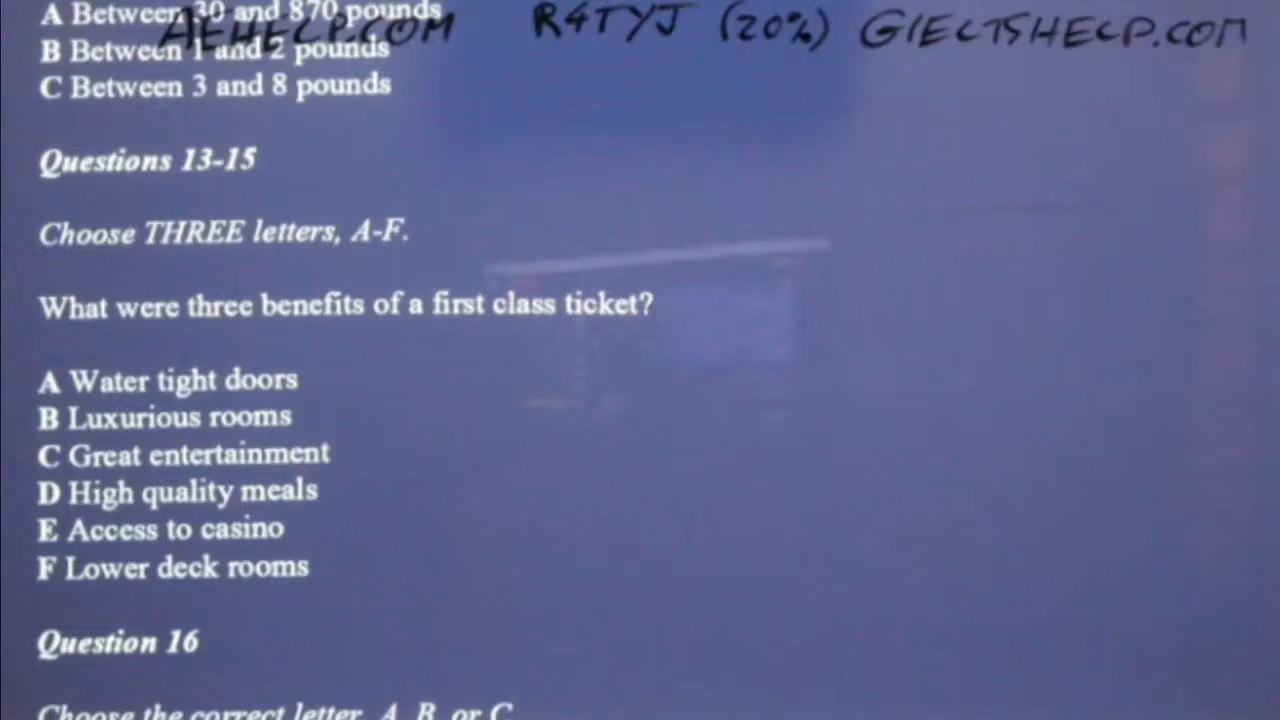 A Between 30 and 870 pounds
AEHELP.COM R4TYJ (20%) GIELTSHELP.COM
B Between 1 and 2 pounds
C Between 3 and 8 pounds
Questions 13-15
Choose THREE letters, A-F.
What were three benefits of a first class ticket?
A Water tight doors
B Luxurious rooms
C Great entertainment
D High quality meals
E Access to casino
F Lower deck rooms
Question 16
Choose the correct letter, A, B, or C